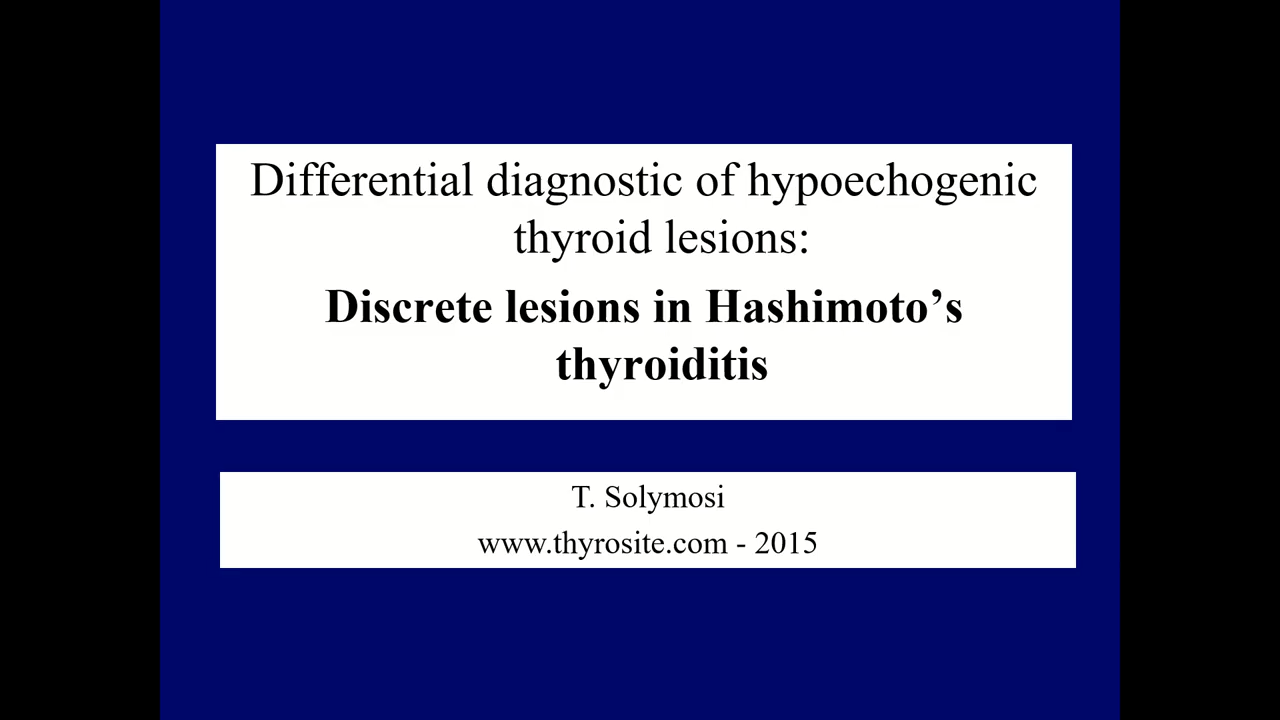 Differential diagnostic of hypoechogenic
thyroid lesions:
Discrete lesions in Hashimoto’s
thyroiditis
T. Solymosi
www.thyrosite.com - 2015